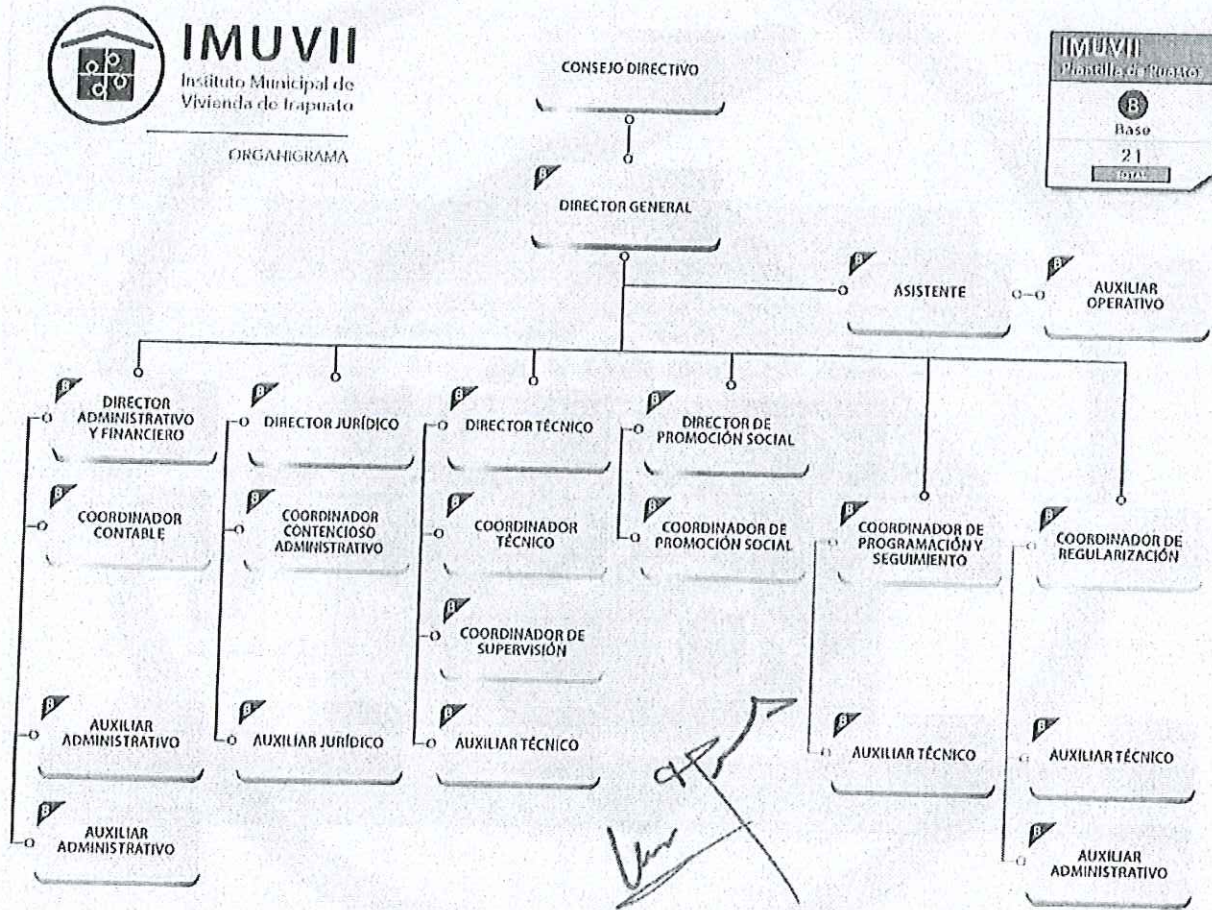 IMUVII
Instituto Municipal de
Vivienda de Irapuato
ORGANIGRAMA
IMUVII
Plantilla de Puestos
B
Base
21
TOTAL
CONSEJO DIRECTIVO
B
DIRECTOR GENERAL
B
ASISTENTE
B
AUXILIAR
OPERATIVO
B
DIRECTOR
ADMINISTRATIVO
Y FINANCIERO
B
DIRECTOR JURÍDICO
B
DIRECTOR TÉCNICO
B
DIRECTOR DE
PROMOCIÓN SOCIAL
B
COORDINADOR
CONTABLE
B
COORDINADOR
CONTENCIOSO
ADMINISTRATIVO
B
COORDINADOR
TÉCNICO
B
COORDINADOR DE
PROMOCIÓN SOCIAL
B
COORDINADOR DE
PROGRAMACIÓN Y
SEGUIMIENTO
B
COORDINADOR DE
REGULARIZACIÓN
B
COORDINADOR DE
SUPERVISIÓN
B
AUXILIAR
ADMINISTRATIVO
B
AUXILIAR JURÍDICO
B
AUXILIAR TÉCNICO
B
AUXILIAR TÉCNICO
B
AUXILIAR TÉCNICO
B
AUXILIAR
ADMINISTRATIVO
B
AUXILIAR
ADMINISTRATIVO